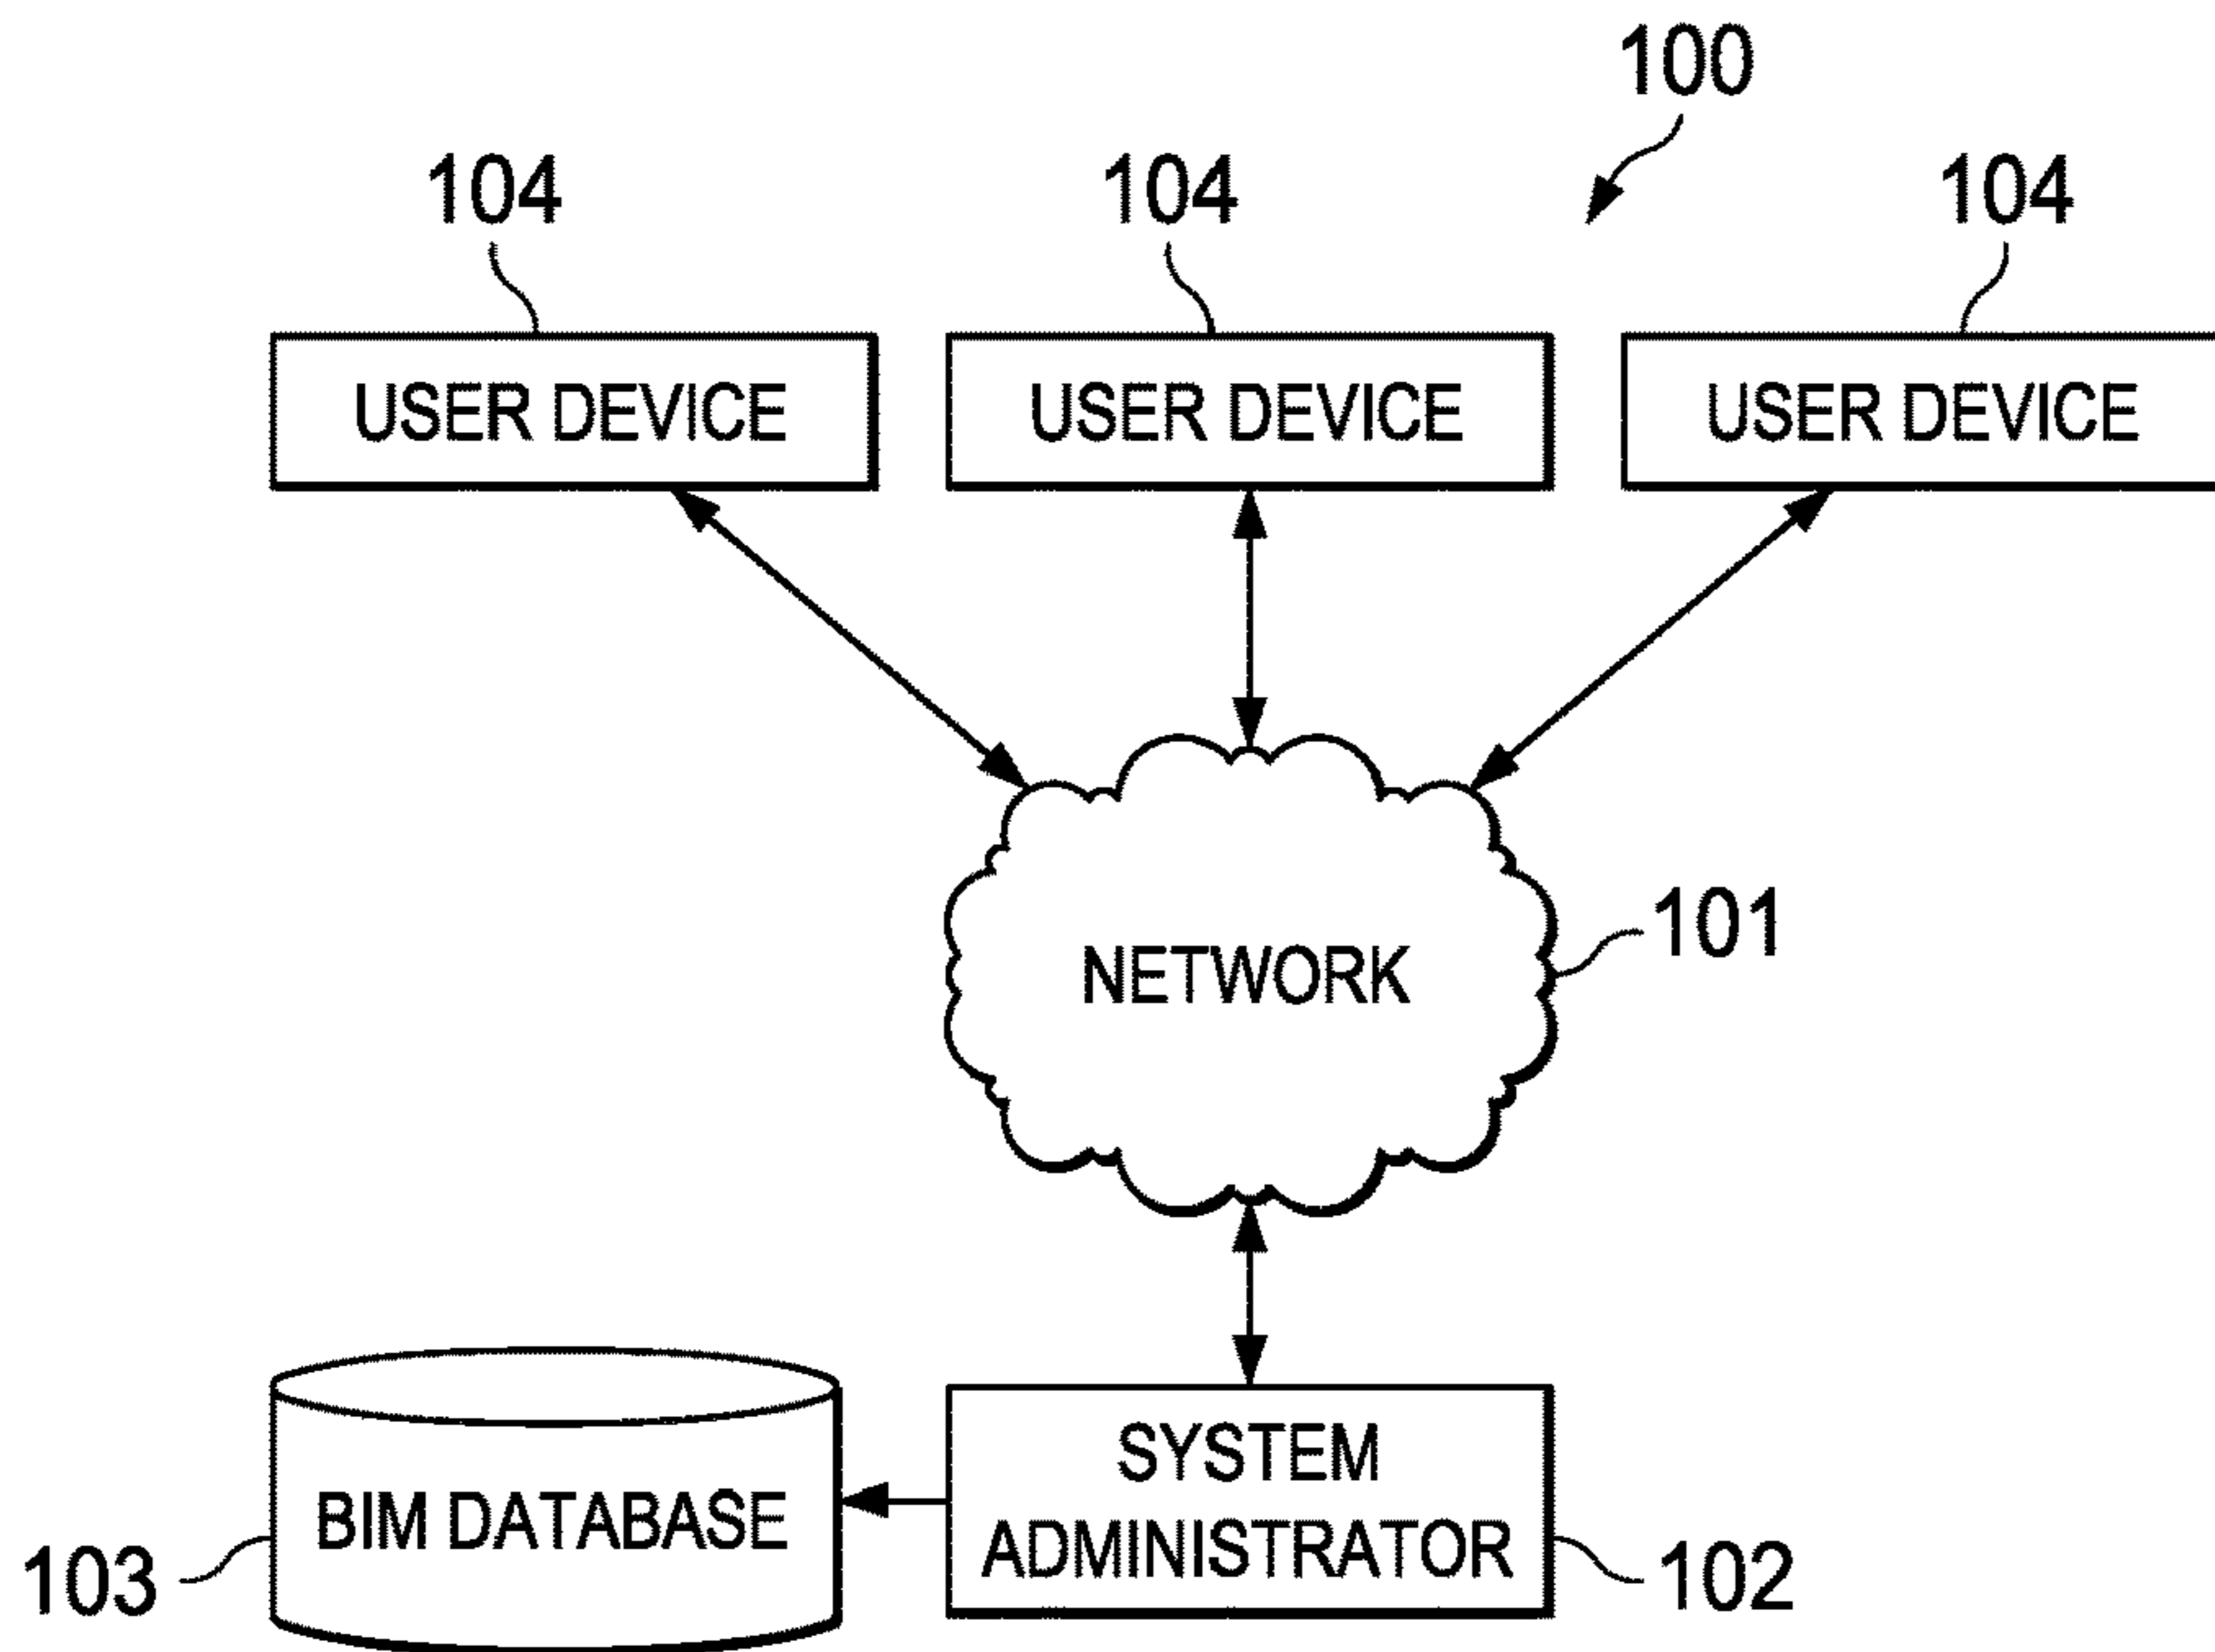 100
104 104 104
USER DEVICE USER DEVICE USER DEVICE
NETWORK
101
BIM DATABASE
103
SYSTEM
ADMINISTRATOR
102